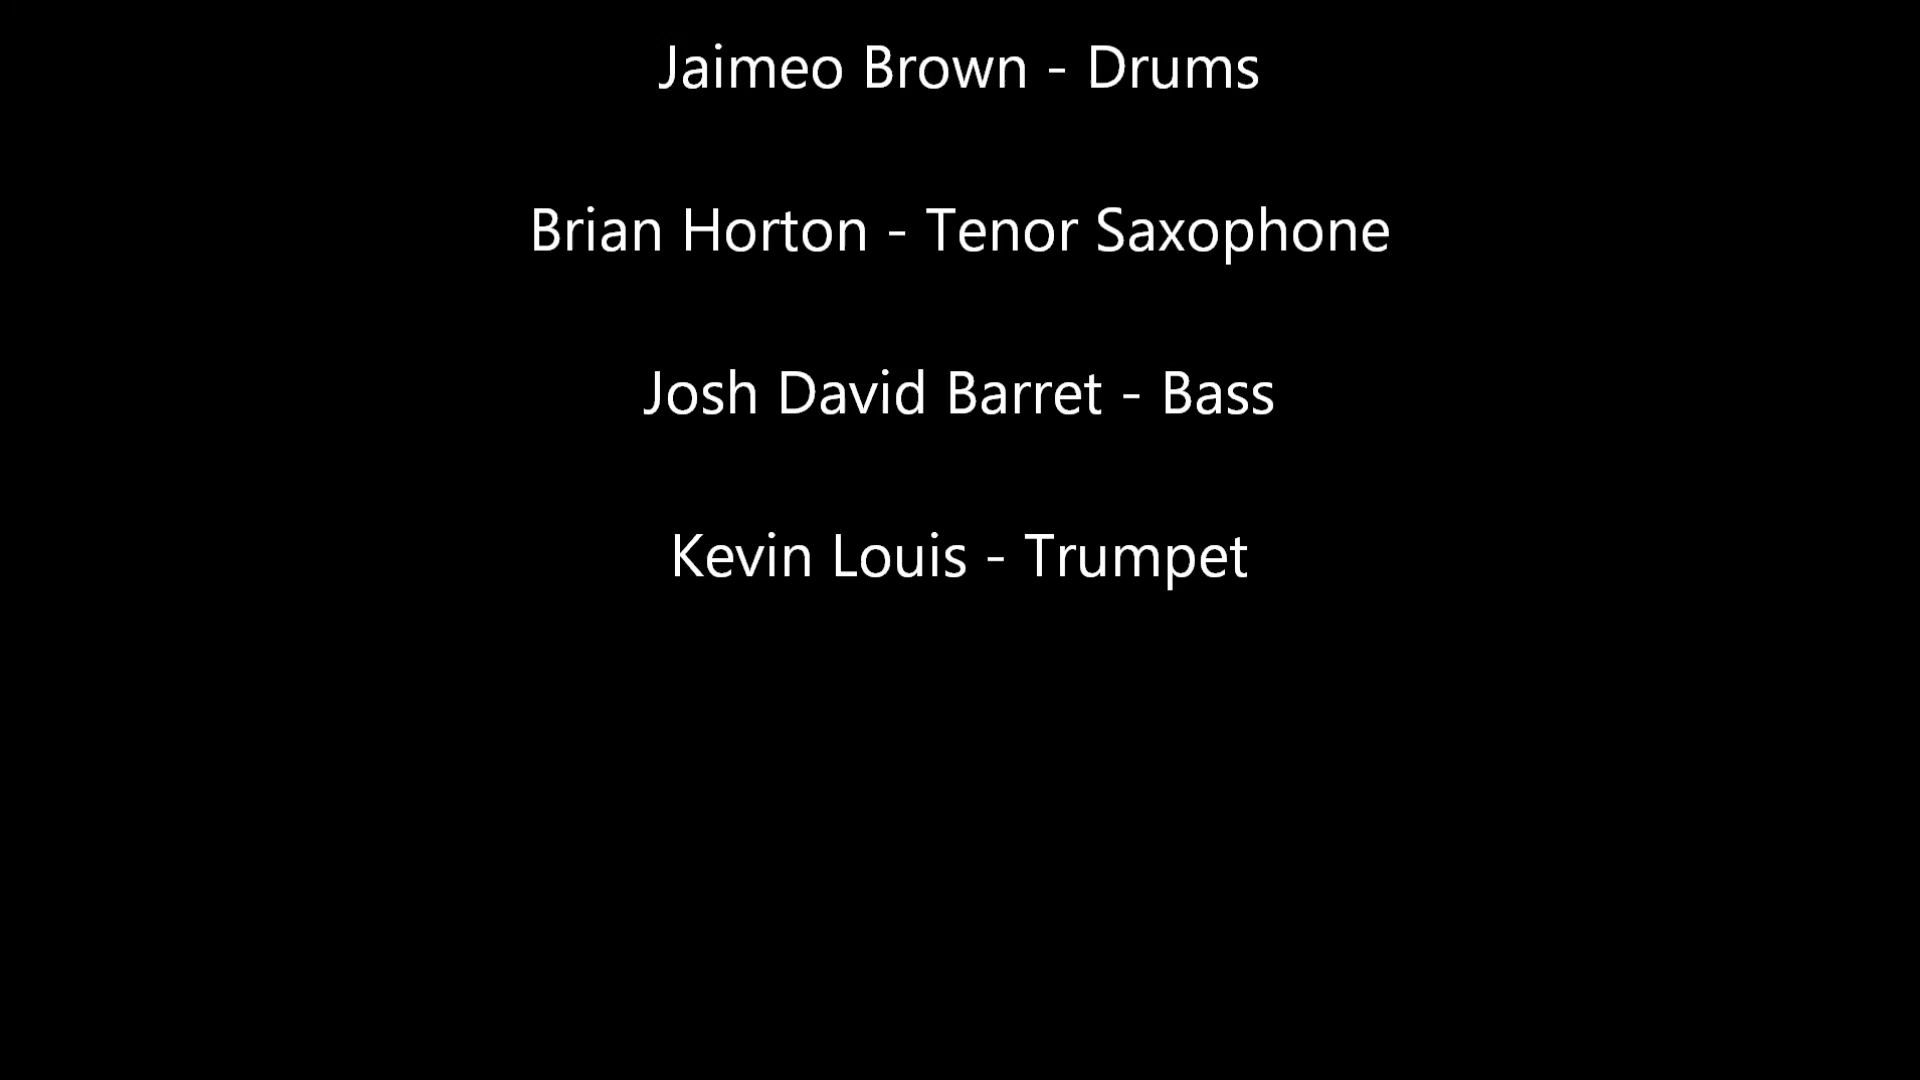 Jaimeo Brown - Drums
Brian Horton - Tenor Saxophone
Josh David Barret - Bass
Kevin Louis - Trumpet